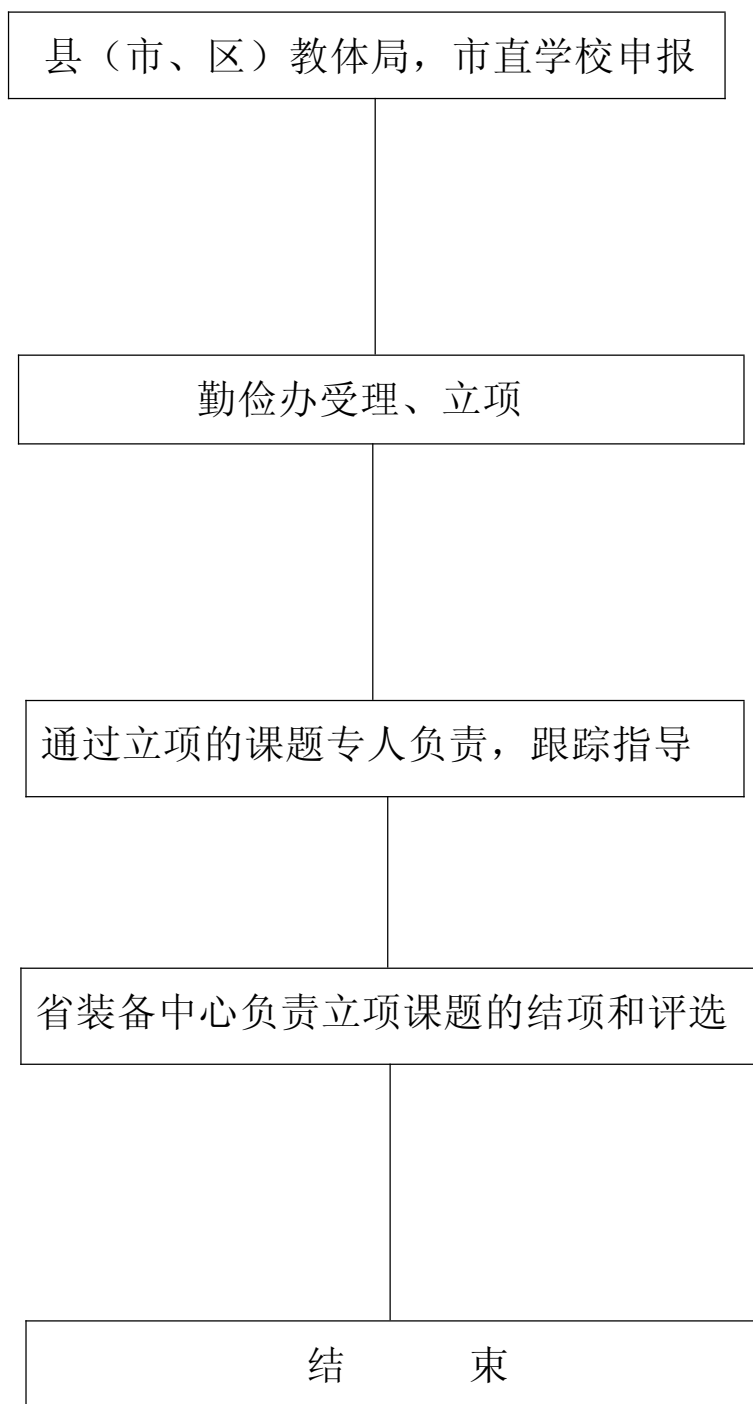 县（市、区）教体局，市直学校申报
勤俭办受理、立项
通过立项的课题专人负责，跟踪指导
省装备中心负责立项课题的结项和评选
结 束